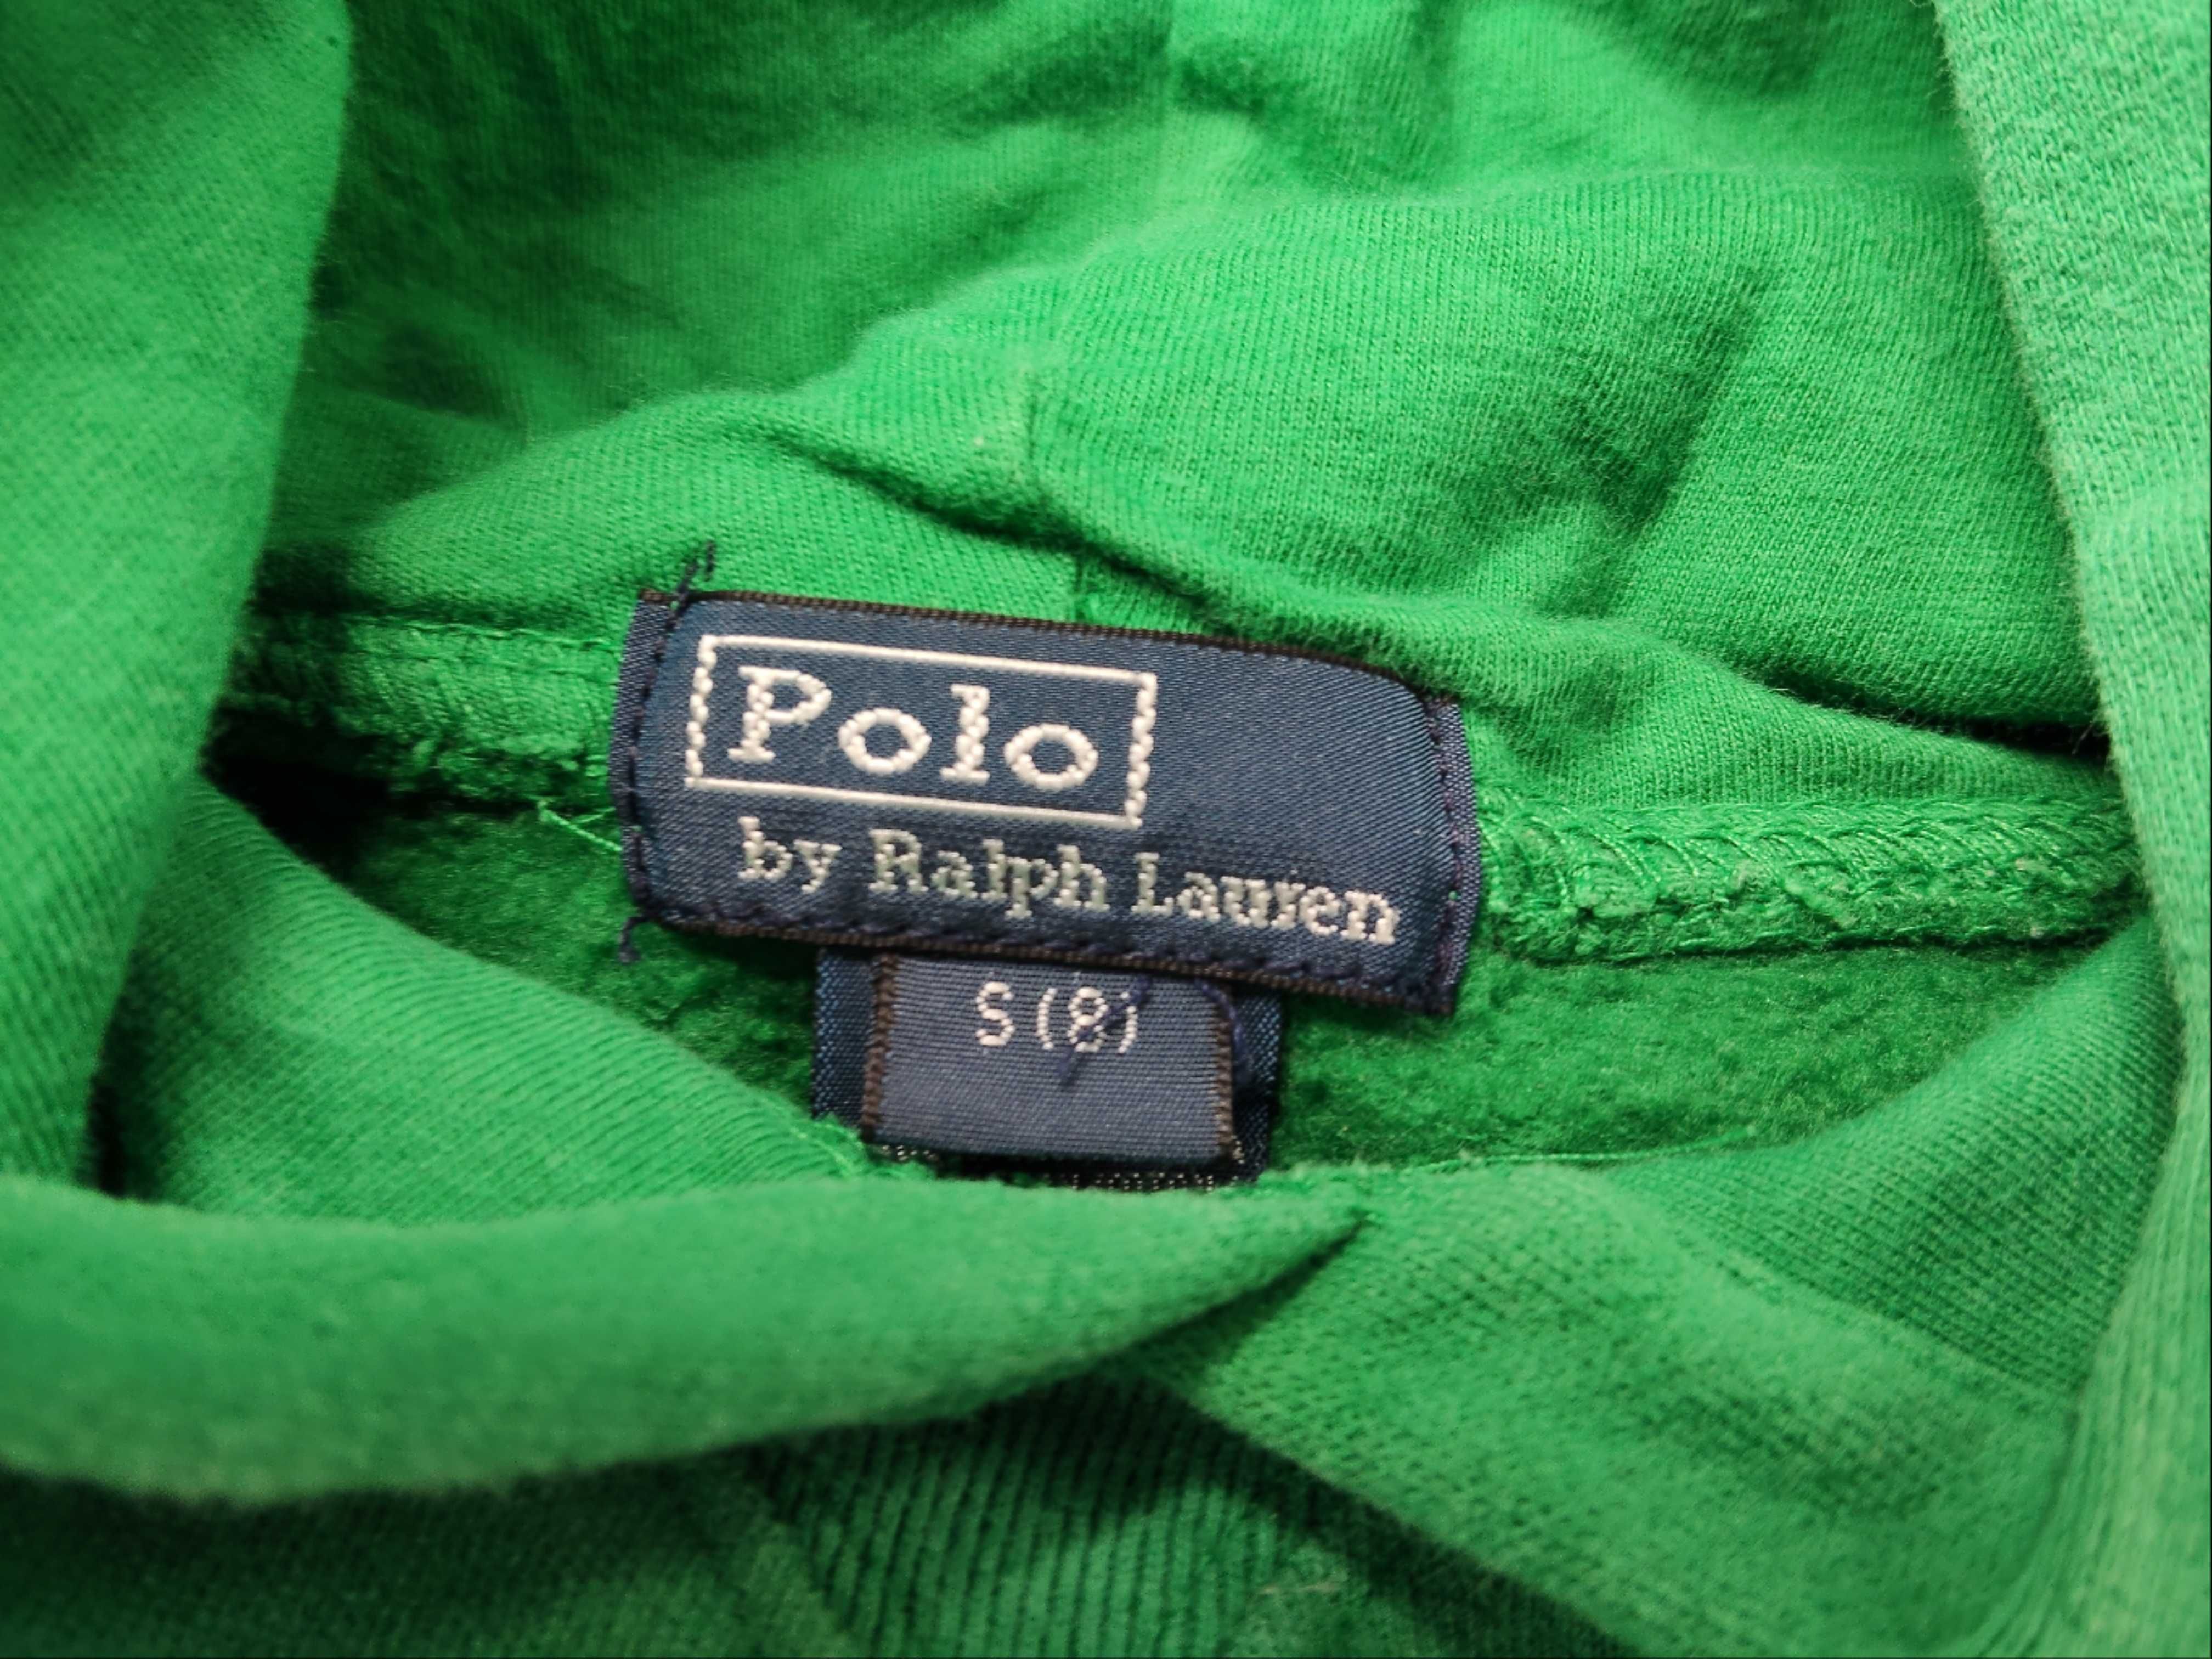 Polo
by Ralph Lauren
S (8)